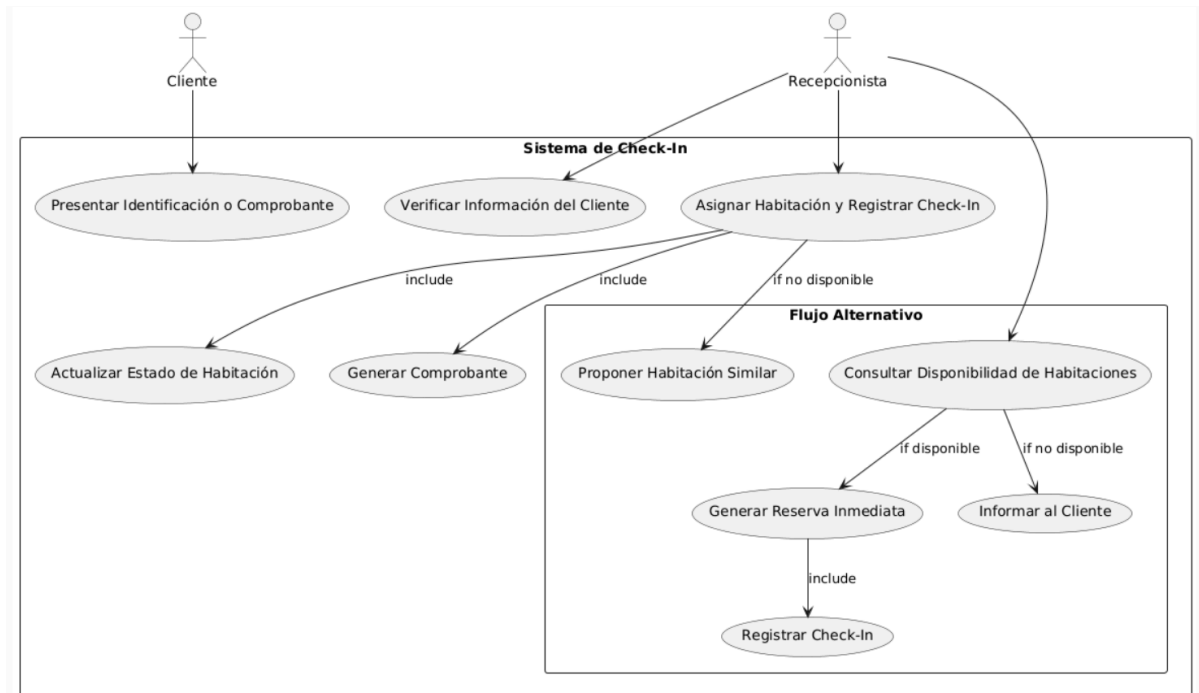 Cliente
Recepcionista
Sistema de Check-In
Presentar Identificación o Comprobante
Verificar Información del Cliente
Asignar Habitación y Registrar Check-In
include
include
if no disponible
Flujo Alternativo
Actualizar Estado de Habitación
Generar Comprobante
Proponer Habitación Similar
Consultar Disponibilidad de Habitaciones
if disponible
if no disponible
Generar Reserva Inmediata
Informar al Cliente
include
Registrar Check-In